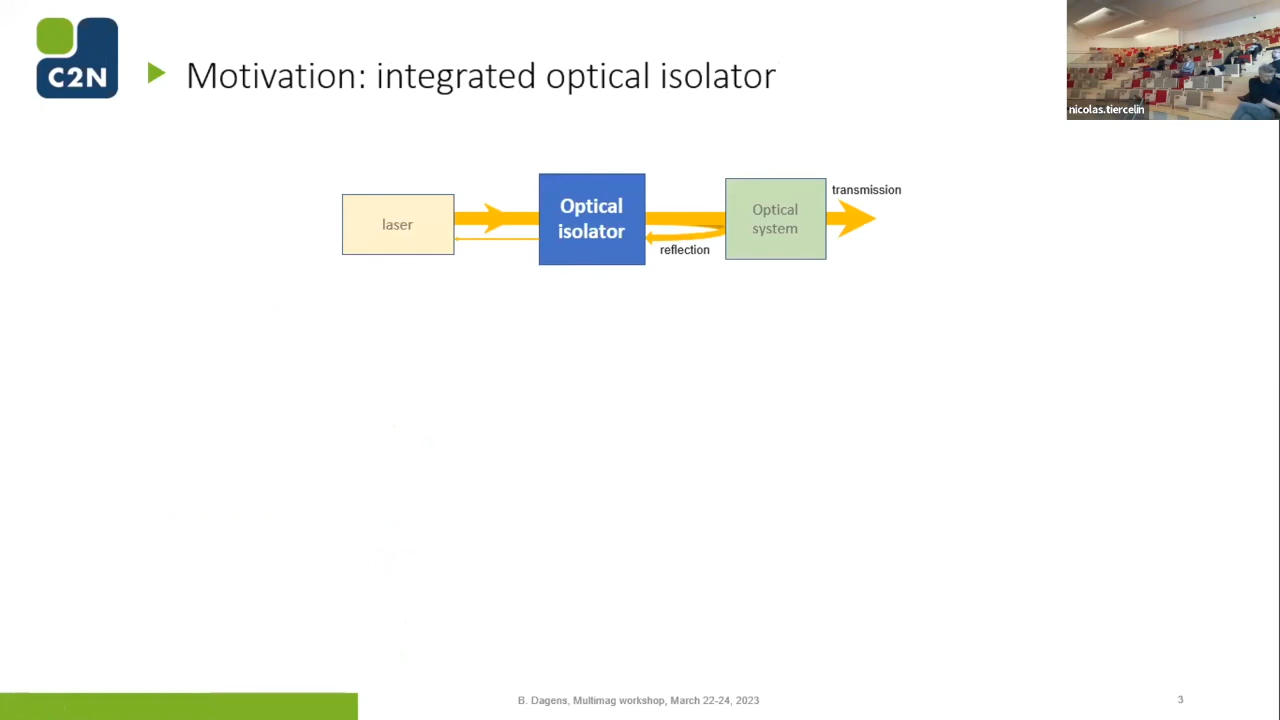 C2N
Motivation: integrated optical isolator
nicolas.tiercelin
laser
Optical
isolator
reflection
Optical
system
transmission
B. Dagens, Multimag workshop, March 22-24, 2023
3